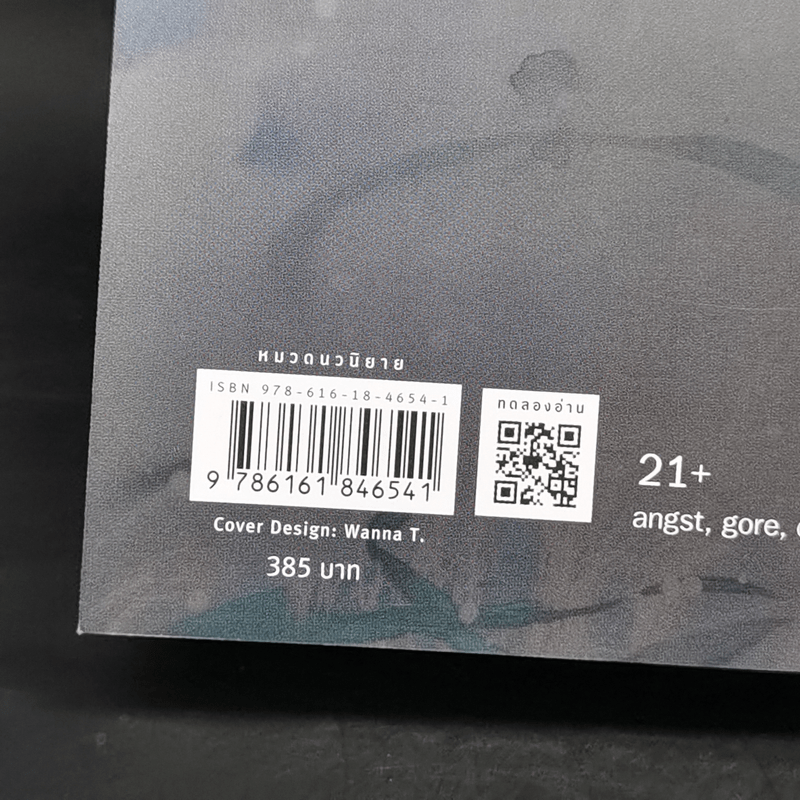 หมวดนวนิยาย
ISBN 978-616-18-4654-1
9 786161 846541
Cover Design: Wanna T.
385 บาท
ทดลองอ่าน
21+
angst, gore,